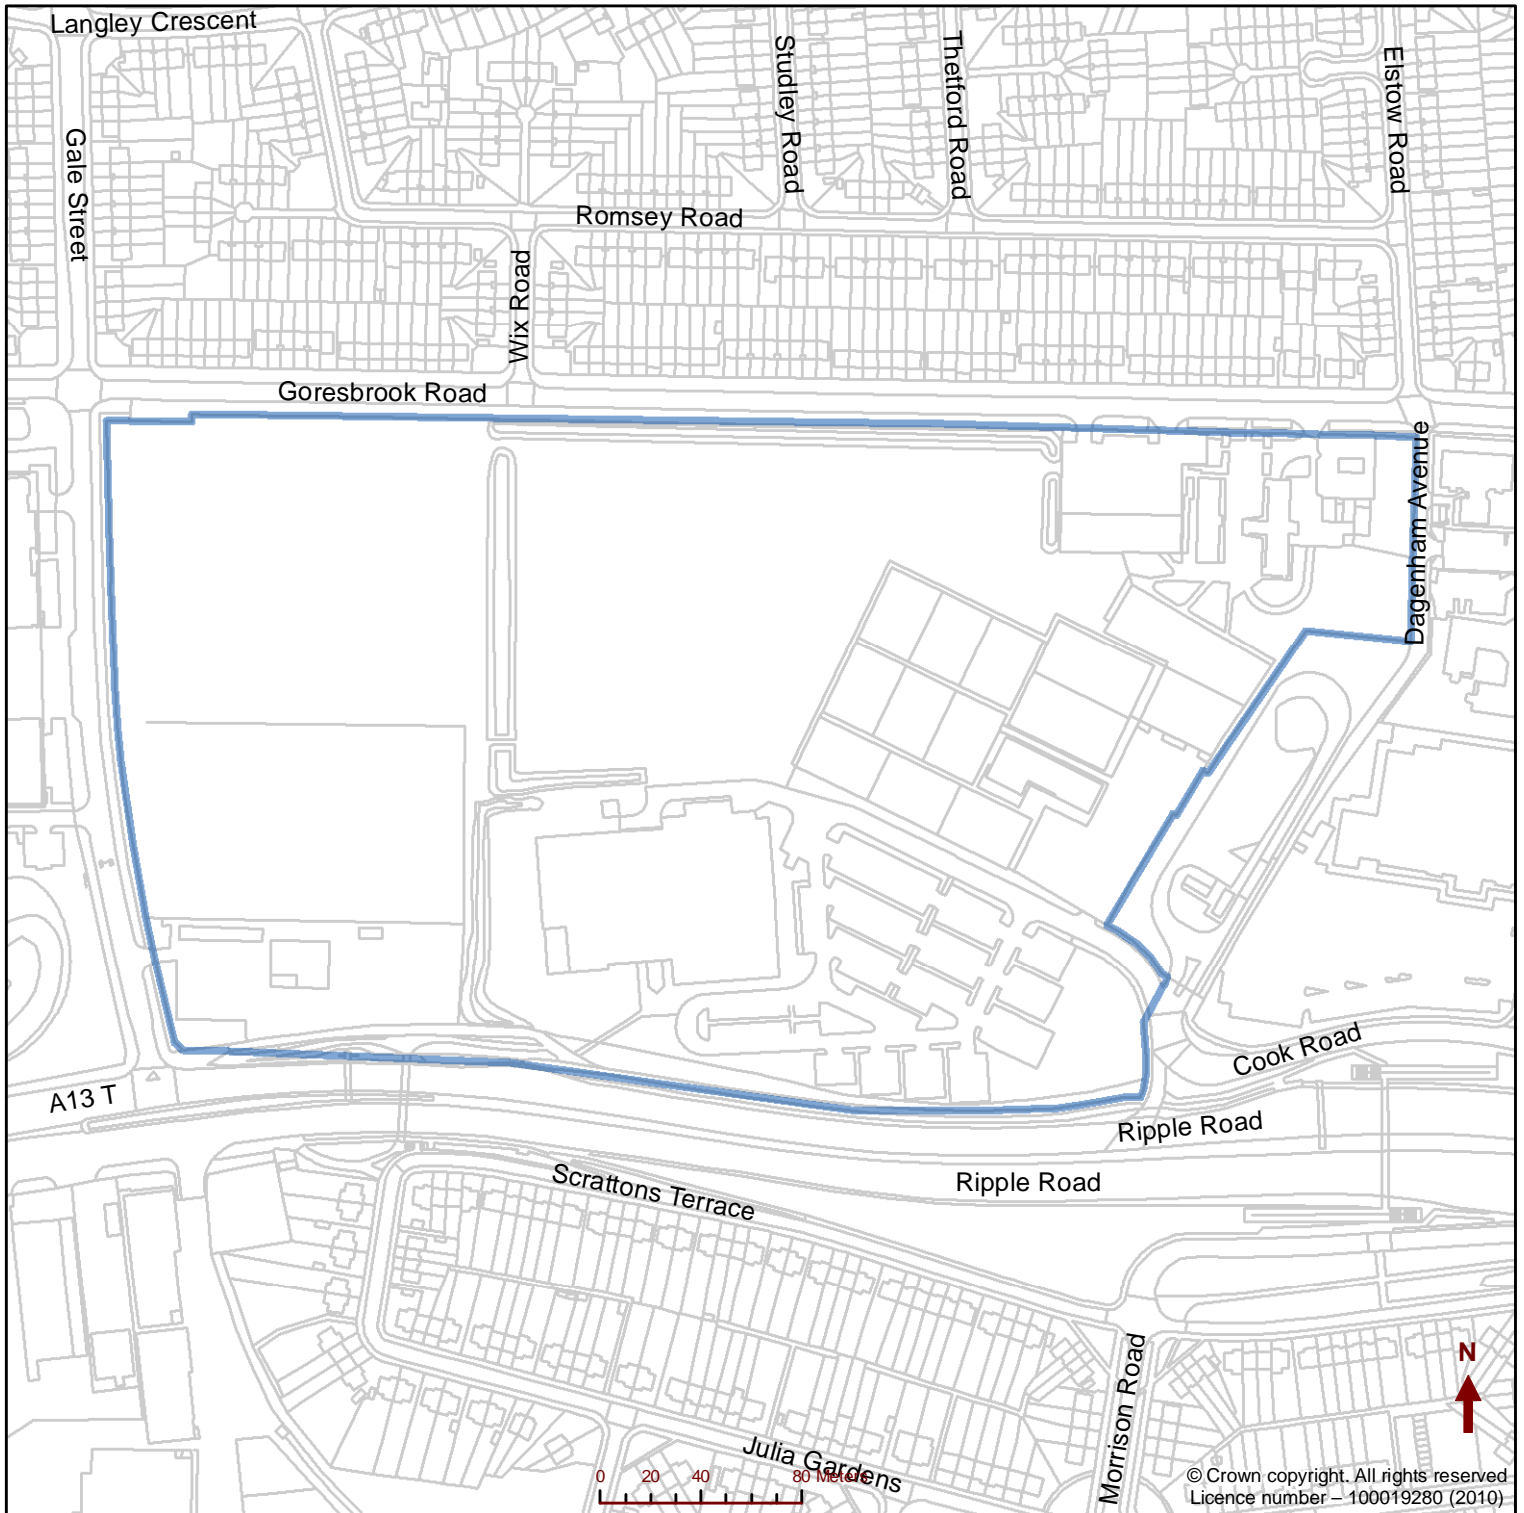 Langley Crescent
Gale Street
Studley Road
Thetford Road
Elstow Road
Romsey Road
Wix Road
Goresbrook Road
Dagenham Avenue
Cook Road
A13 T
Ripple Road
Ripple Road
Scrattons Terrace
Morrison Road
N
Julia Gardens
0 20 40 80 Meters
© Crown copyright. All rights reserved
Licence number – 100019280 (2010)